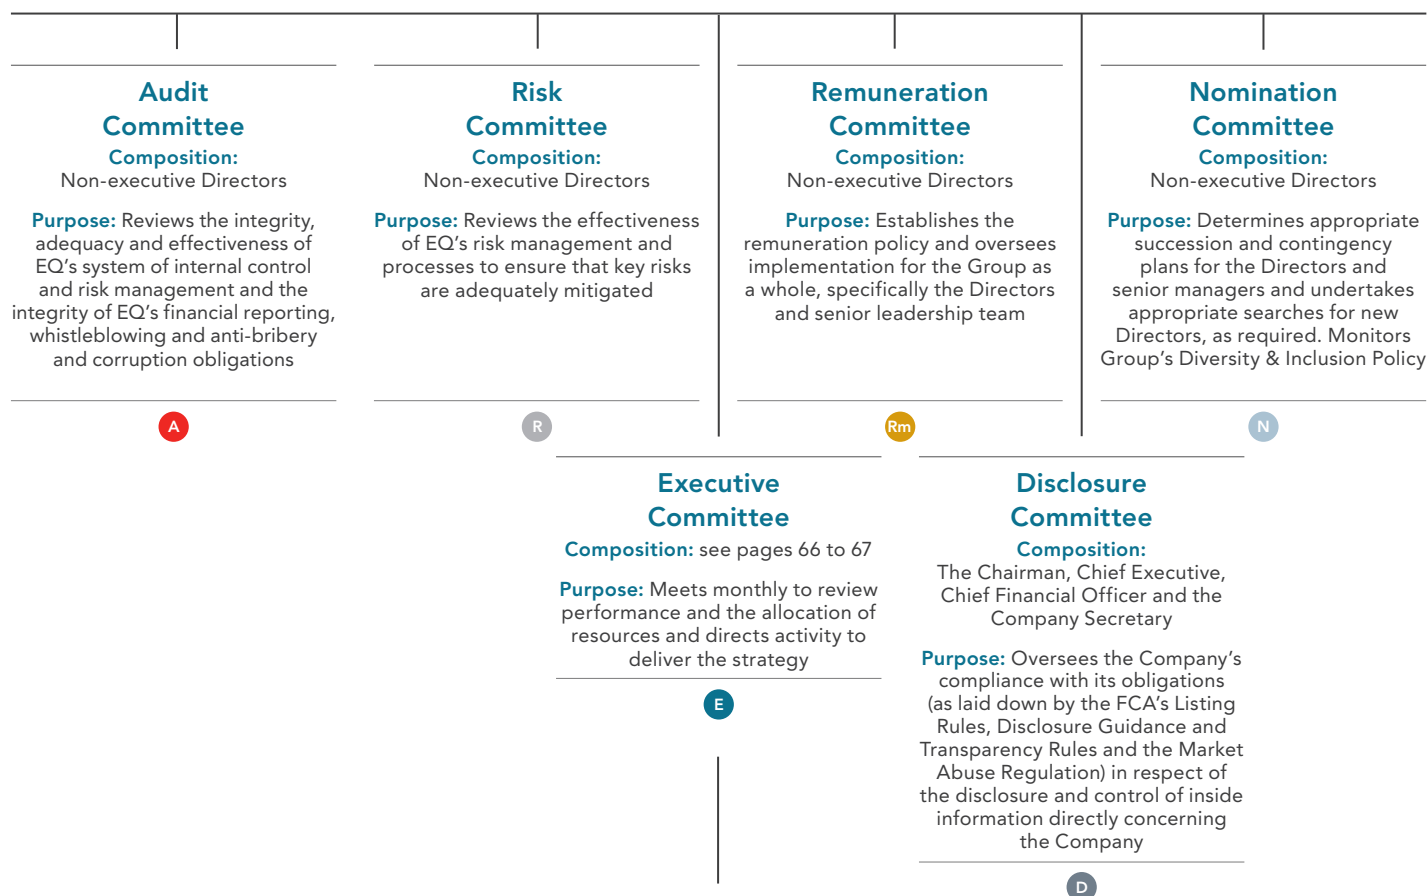 Audit
Committee
Composition:
Non-executive Directors
Purpose: Reviews the integrity,
adequacy and effectiveness of
EQ’s system of internal control
and risk management and the
integrity of EQ’s financial reporting,
whistleblowing and anti-bribery
and corruption obligations
A
Risk
Committee
Composition:
Non-executive Directors
Purpose: Reviews the effectiveness
of EQ’s risk management and
processes to ensure that key risks
are adequately mitigated
R
Remuneration
Committee
Composition:
Non-executive Directors
Purpose: Establishes the
remuneration policy and oversees
implementation for the Group as
a whole, specifically the Directors
and senior leadership team
Rm
Nomination
Committee
Composition:
Non-executive Directors
Purpose: Determines appropriate
succession and contingency
plans for the Directors and
senior managers and undertakes
appropriate searches for new
Directors, as required. Monitors
Group’s Diversity & Inclusion Policy
N
Executive
Committee
Composition: see pages 66 to 67
Purpose: Meets monthly to review
performance and the allocation of
resources and directs activity to
deliver the strategy
E
Disclosure
Committee
Composition:
The Chairman, Chief Executive,
Chief Financial Officer and the
Company Secretary
Purpose: Oversees the Company’s
compliance with its obligations
(as laid down by the FCA’s Listing
Rules, Disclosure Guidance and
Transparency Rules and the Market
Abuse Regulation) in respect of
the disclosure and control of inside
information directly concerning
the Company
D